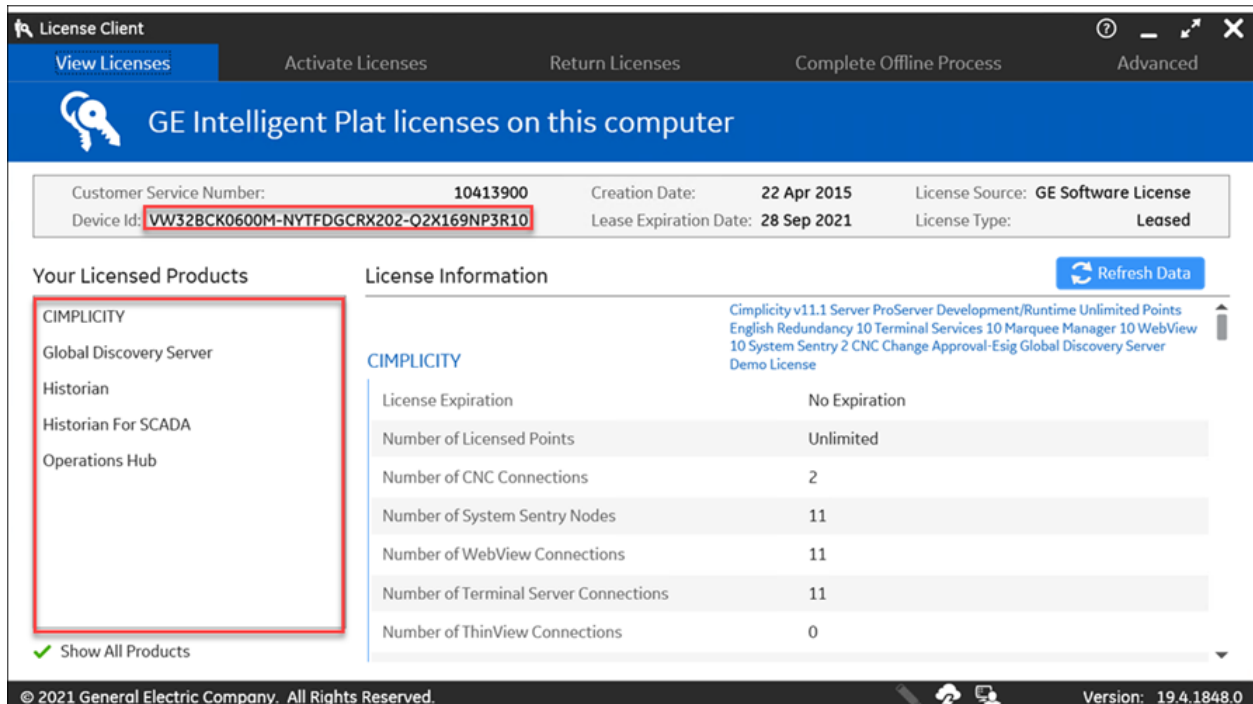 License Client
View Licenses Activate Licenses Return Licenses Complete Offline Process Advanced
GE Intelligent Plat licenses on this computer
Customer Service Number: 10413900 Creation Date: 22 Apr 2015 License Source: GE Software License
Device Id: VW32BCK0600M-NYTFDGCRX202-Q2X169NP3R10 Lease Expiration Date: 28 Sep 2021 License Type: Leased
Your Licensed Products
CIMPLICITY
Global Discovery Server
Historian
Historian For SCADA
Operations Hub
Show All Products
License Information
Refresh Data
CIMPLICITY
Cimplicity v11.1 Server ProServer Development/Runtime Unlimited Points
English Redundancy 10 Terminal Services 10 Marquee Manager 10 WebView
10 System Sentry 2 CNC Change Approval-Esig Global Discovery Server
Demo License
License Expiration No Expiration
Number of Licensed Points Unlimited
Number of CNC Connections 2
Number of System Sentry Nodes 11
Number of WebView Connections 11
Number of Terminal Server Connections 11
Number of ThinView Connections 0
© 2021 General Electric Company. All Rights Reserved. Version: 19.4.1848.0